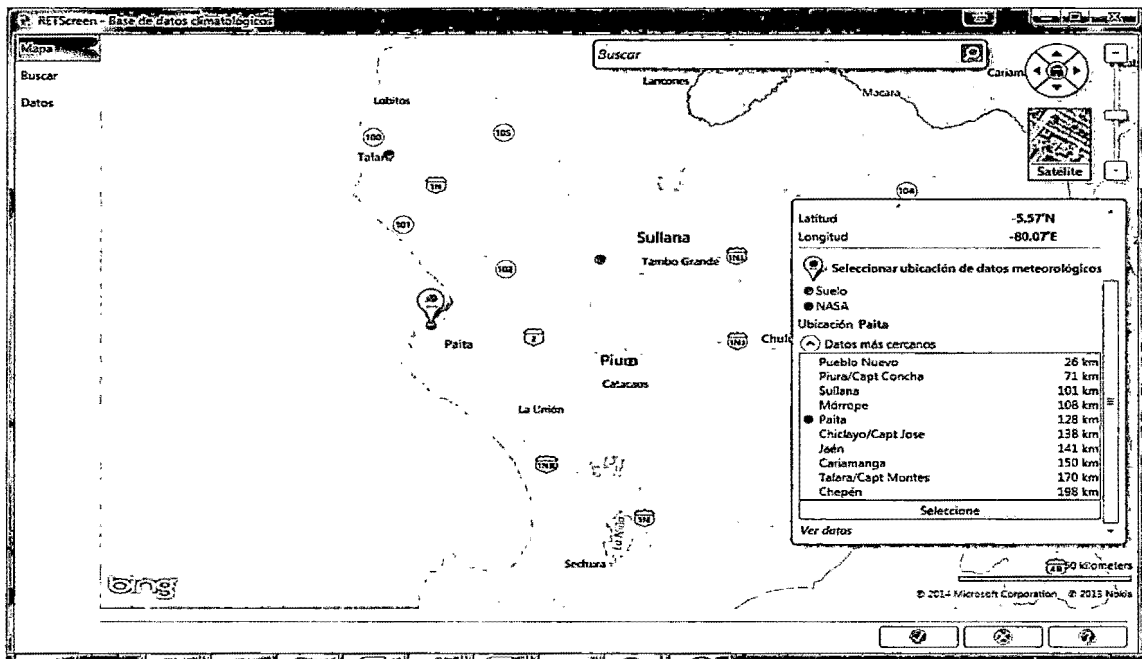 RETScreen - Base de datos climatológicos
Mapa
Buscar
Datos
Buscar
Lancones
Macara
Cariam
Lobitos
100
105
Talara
1N
104
Satélite
101
Sullana
Tambo Grande
1NL
102
Paita
2
Piura
Catacaos
1NJ
Chulu
La Unión
Sechura
bing
Latitud -5.57°N
Longitud -80.07°E
Seleccionar ubicación de datos meteorológicos
Suelo
NASA
Ubicación Paita
Datos más cercanos
Pueblo Nuevo 26 km
Piura/Capt Concha 71 km
Sullana 101 km
Mórrope 108 km
Paita 128 km
Chiclayo/Capt Jose 138 km
Jaén 141 km
Cariamanga 150 km
Talara/Capt Montes 170 km
Chepén 198 km
Seleccione
Ver datos
50 kilometers
© 2014 Microsoft Corporation © 2013 Nokia